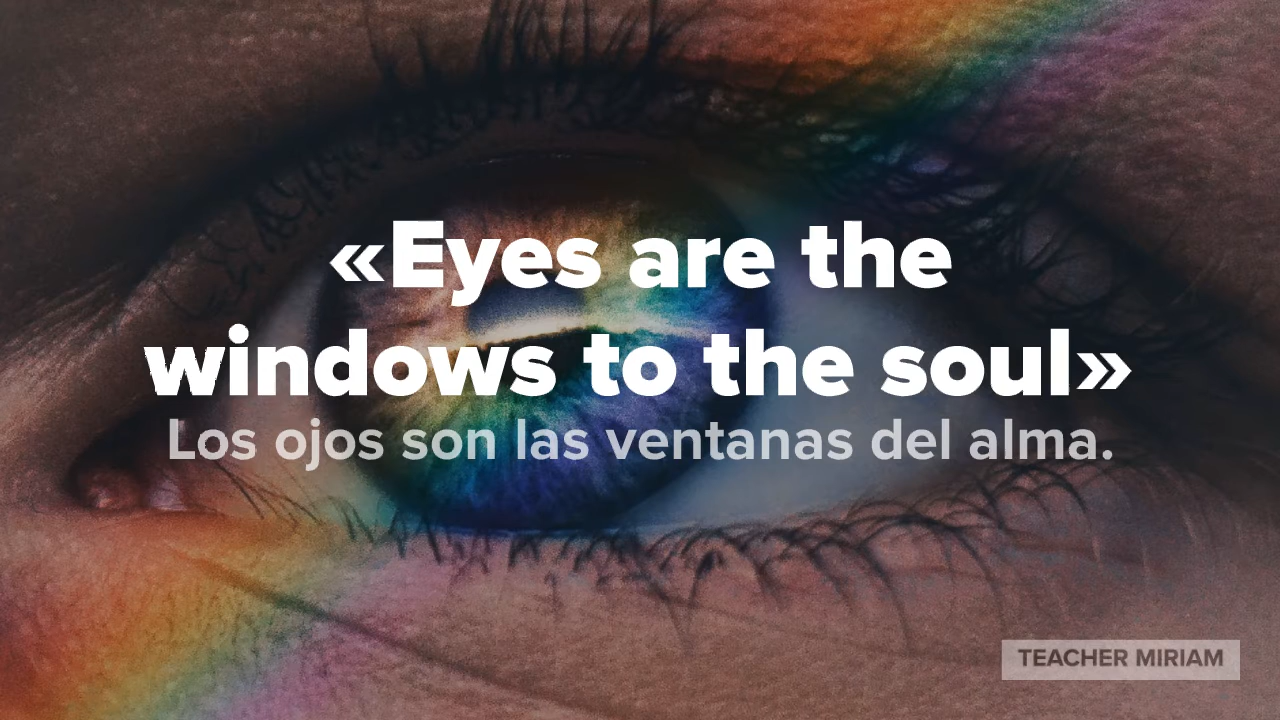 «Eyes are the
windows to the soul»
Los ojos son las ventanas del alma.
TEACHER MIRIAM